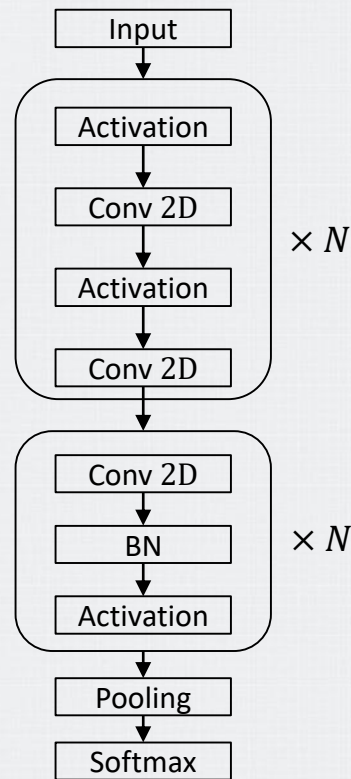 Input
Activation
Conv 2D
Activation
Conv 2D
× N
Conv 2D
BN
Activation
× N
Pooling
Softmax